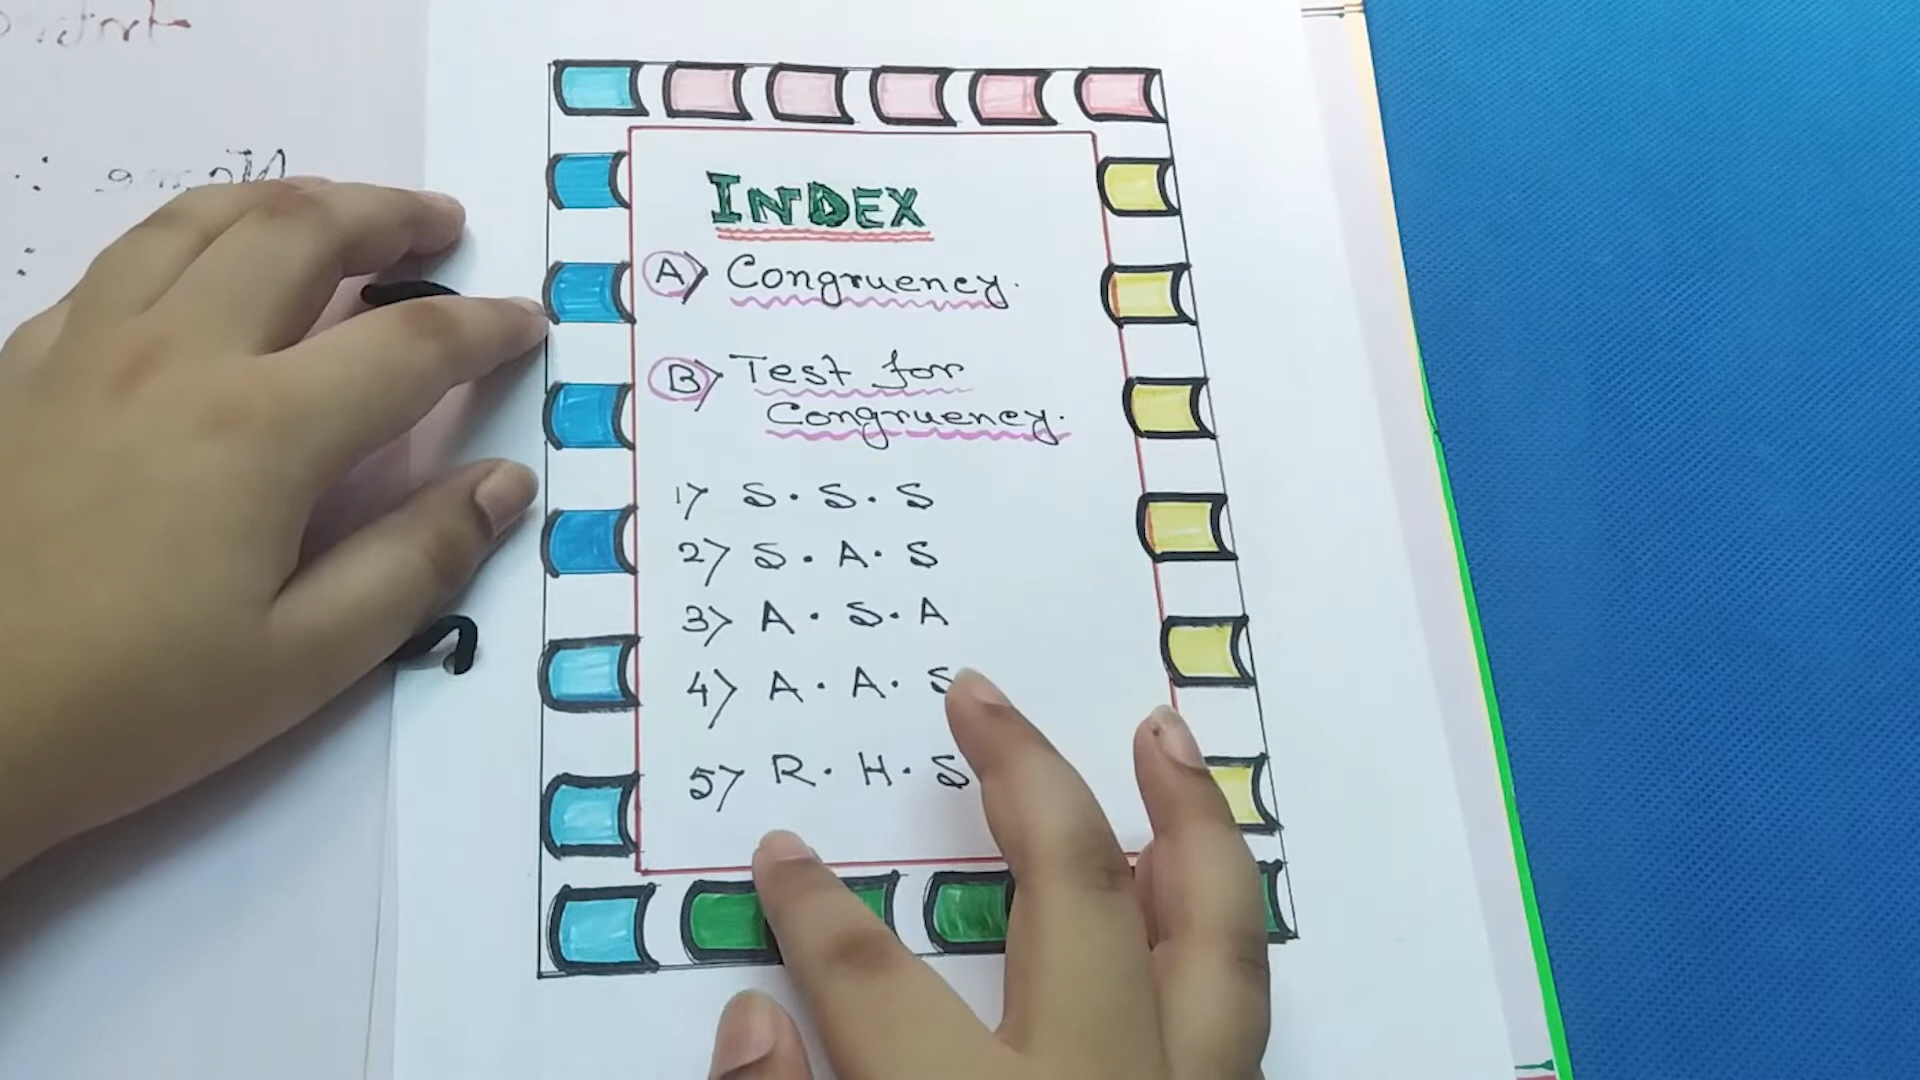 INDEX
A) Congruency.
B) Test for
Congruency.
1) S. S. S
2) S. A. S
3) A. S. A
4) A. A. S
5) R. H. S